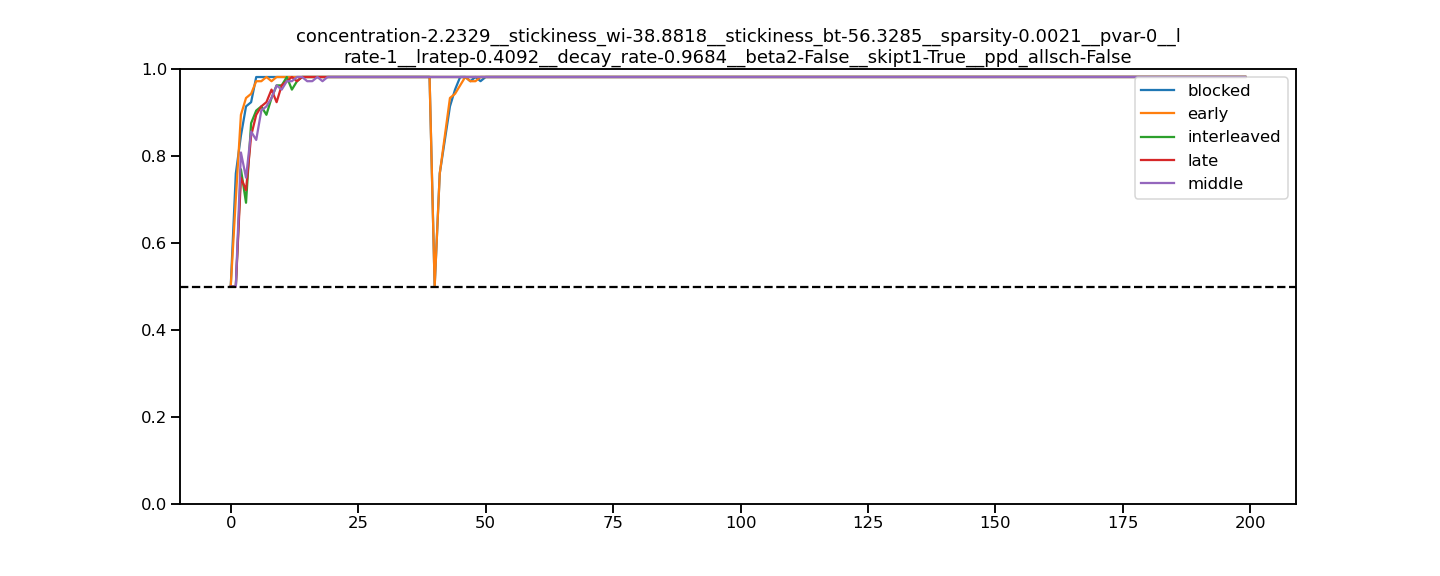 concentration-2.2329__stickiness_wi-38.8818__stickiness_bt-56.3285__sparsity-0.0021__pvar-0__l
rate-1__lratep-0.4092__decay_rate-0.9684__beta2-False__skipt1-True__ppd_allsch-False
1.0
0.8
0.6
0.4
0.2
0.0
blocked
early
interleaved
late
middle
0 25 50 75 100 125 150 175 200